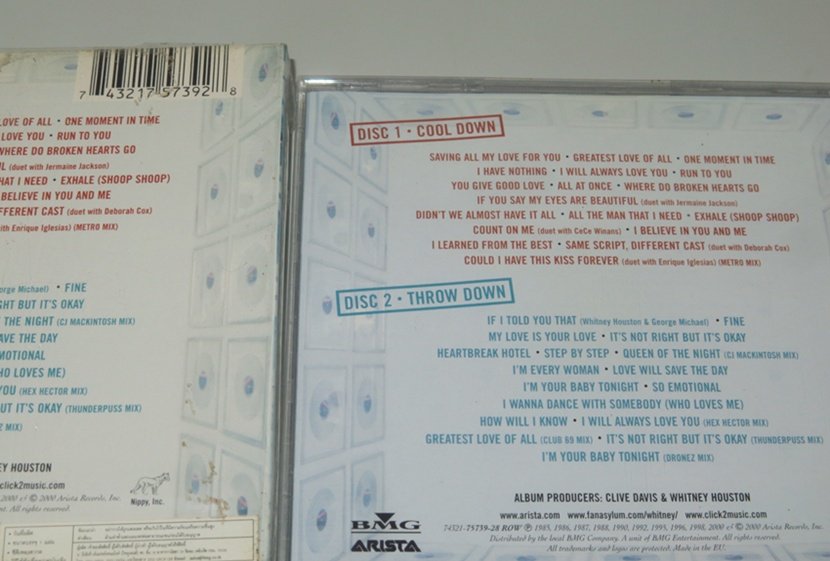 7 43217 57392 8
LOVE OF ALL • ONE MOMENT IN TIME
LOVE YOU • RUN TO YOU
WHERE DO BROKEN HEARTS GO
(duet with Jermaine Jackson)
THAT I NEED • EXHALE (SHOOP SHOOP)
BELIEVE IN YOU AND ME
DIFFERENT CAST (duet with Deborah Cox)
with Enrique Iglesias) (METRO MIX)
George Michael) • FINE
RIGHT BUT IT'S OKAY
THE NIGHT (CJ MACKINTOSH MIX)
SAVE THE DAY
EMOTIONAL
WHO LOVES ME)
YOU (HEX HECTOR MIX)
BUT IT'S OKAY (THUNDERPUSS MIX)
MIX)
EY HOUSTON
click2music.com
2000 © 2000 Arista Records, Inc.
Nippy, Inc.
DISC 1 • COOL DOWN
SAVING ALL MY LOVE FOR YOU • GREATEST LOVE OF ALL • ONE MOMENT IN TIME
I HAVE NOTHING • I WILL ALWAYS LOVE YOU • RUN TO YOU
YOU GIVE GOOD LOVE • ALL AT ONCE • WHERE DO BROKEN HEARTS GO
IF YOU SAY MY EYES ARE BEAUTIFUL (duet with Jermaine Jackson)
DIDN'T WE ALMOST HAVE IT ALL • ALL THE MAN THAT I NEED • EXHALE (SHOOP SHOOP)
COUNT ON ME (duet with CeCe Winans) • I BELIEVE IN YOU AND ME
I LEARNED FROM THE BEST • SAME SCRIPT, DIFFERENT CAST (duet with Deborah Cox)
COULD I HAVE THIS KISS FOREVER (duet with Enrique Iglesias) (METRO MIX)
DISC 2 • THROW DOWN
IF I TOLD YOU THAT (Whitney Houston & George Michael) • FINE
MY LOVE IS YOUR LOVE • IT'S NOT RIGHT BUT IT'S OKAY
HEARTBREAK HOTEL • STEP BY STEP • QUEEN OF THE NIGHT (CJ MACKINTOSH MIX)
I'M EVERY WOMAN • LOVE WILL SAVE THE DAY
I'M YOUR BABY TONIGHT • SO EMOTIONAL
I WANNA DANCE WITH SOMEBODY (WHO LOVES ME)
HOW WILL I KNOW • I WILL ALWAYS LOVE YOU (HEX HECTOR MIX)
GREATEST LOVE OF ALL (CLUB 69 MIX) • IT'S NOT RIGHT BUT IT'S OKAY (THUNDERPUSS MIX)
I'M YOUR BABY TONIGHT (DRONEZ MIX)
ALBUM PRODUCERS: CLIVE DAVIS & WHITNEY HOUSTON
www.arista.com www.fanasylum.com/whitney/ www.click2music.com
74321-75739-28 ROW ℗ 1985, 1986, 1987, 1988, 1990, 1992, 1995, 1996, 1998, 2000 © 2000 Arista Records, Inc.
Distributed by the local BMG Company. A unit of BMG Entertainment. All rights reserved.
All trademarks and logos are protected. Made in the EU.
BMG
ARISTA